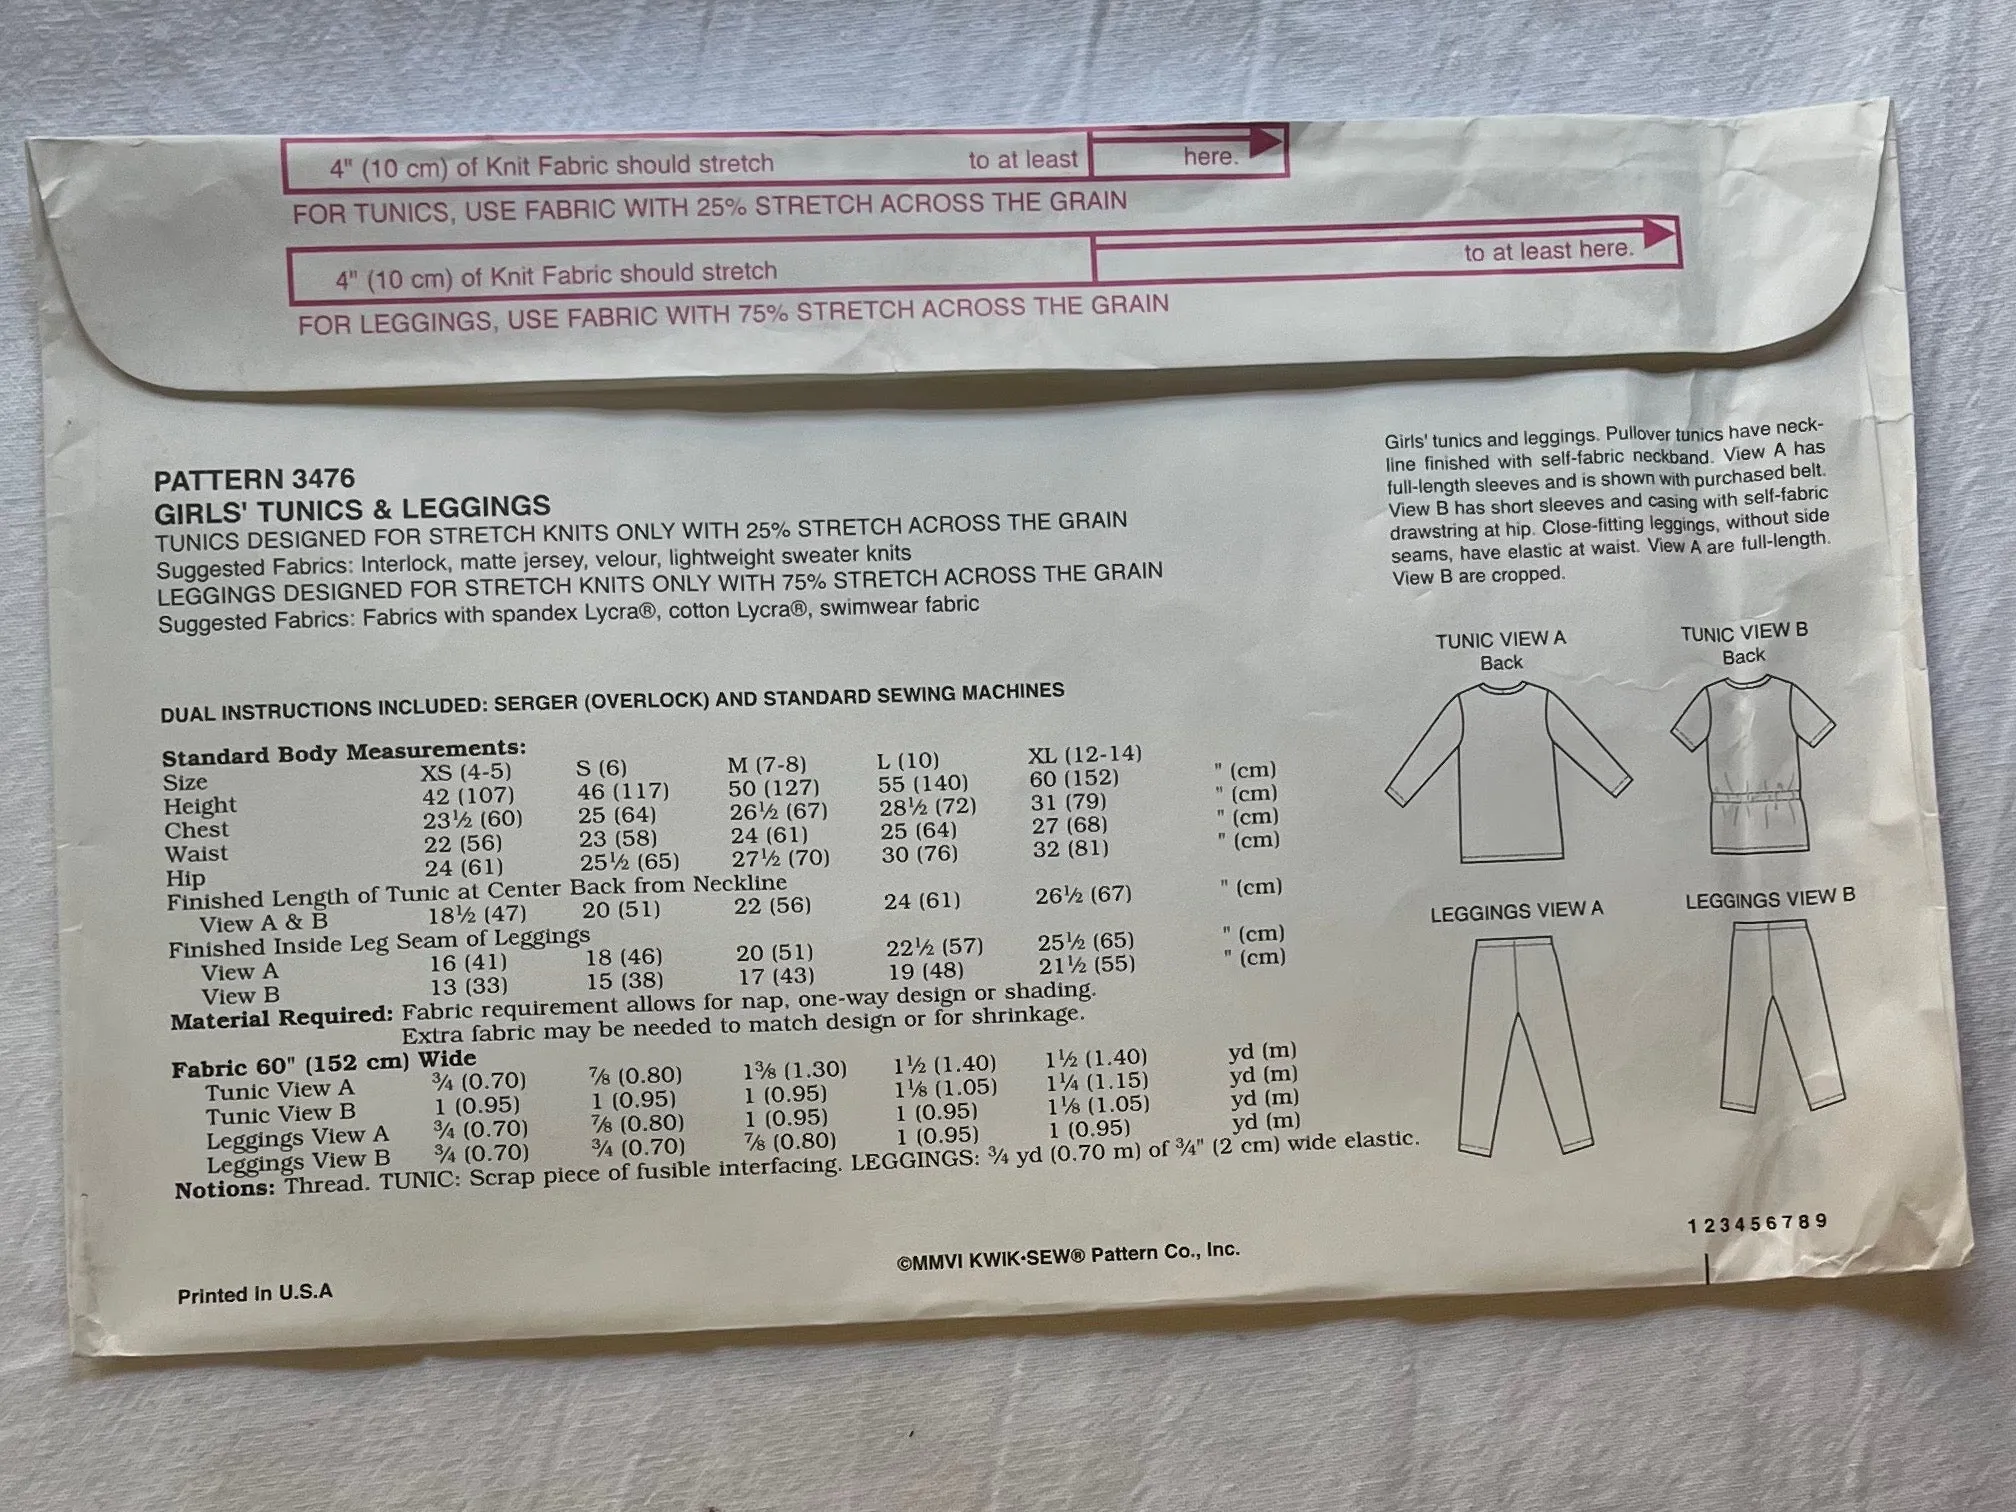 4" (10 cm) of Knit Fabric should stretch to at least here.
FOR TUNICS, USE FABRIC WITH 25% STRETCH ACROSS THE GRAIN
4" (10 cm) of Knit Fabric should stretch to at least here.
FOR LEGGINGS, USE FABRIC WITH 75% STRETCH ACROSS THE GRAIN
PATTERN 3476
GIRLS' TUNICS & LEGGINGS
TUNICS DESIGNED FOR STRETCH KNITS ONLY WITH 25% STRETCH ACROSS THE GRAIN
Suggested Fabrics: Interlock, matte jersey, velour, lightweight sweater knits
LEGGINGS DESIGNED FOR STRETCH KNITS ONLY WITH 75% STRETCH ACROSS THE GRAIN
Suggested Fabrics: Fabrics with spandex Lycra®, cotton Lycra®, swimwear fabric
Girls' tunics and leggings. Pullover tunics have neck-
line finished with self-fabric neckband. View A has
full-length sleeves and is shown with purchased belt.
View B has short sleeves and casing with self-fabric
drawstring at hip. Close-fitting leggings, without side
seams, have elastic at waist. View A are full-length.
View B are cropped.
DUAL INSTRUCTIONS INCLUDED: SERGER (OVERLOCK) AND STANDARD SEWING MACHINES
Standard Body Measurements:
Size XS (4-5) S (6) M (7-8) L (10) XL (12-14)
Height 42 (107) 46 (117) 50 (127) 55 (140) 60 (152) " (cm)
Chest 23½ (60) 25 (64) 26½ (67) 28½ (72) 31 (79) " (cm)
Waist 22 (56) 23 (58) 24 (61) 25 (64) 27 (68) " (cm)
Hip 24 (61) 25½ (65) 27½ (70) 30 (76) 32 (81) " (cm)
Finished Length of Tunic at Center Back from Neckline
View A & B 18½ (47) 20 (51) 22 (56) 24 (61) 26½ (67) " (cm)
Finished Inside Leg Seam of Leggings
View A 16 (41) 18 (46) 20 (51) 22½ (57) 25½ (65) " (cm)
View B 13 (33) 15 (38) 17 (43) 19 (48) 21½ (55) " (cm)
Material Required: Fabric requirement allows for nap, one-way design or shading.
Extra fabric may be needed to match design or for shrinkage.
Fabric 60" (152 cm) Wide
Tunic View A ¾ (0.70) ⅞ (0.80) 1⅜ (1.30) 1½ (1.40) 1½ (1.40) yd (m)
Tunic View B 1 (0.95) 1 (0.95) 1 (0.95) 1⅛ (1.05) 1¼ (1.15) yd (m)
Leggings View A ¾ (0.70) ⅞ (0.80) 1 (0.95) 1 (0.95) 1⅛ (1.05) yd (m)
Leggings View B ¾ (0.70) ¾ (0.70) ⅞ (0.80) 1 (0.95) 1 (0.95) yd (m)
Notions: Thread. TUNIC: Scrap piece of fusible interfacing. LEGGINGS: ¾ yd (0.70 m) of ¾" (2 cm) wide elastic.
TUNIC VIEW A
Back
TUNIC VIEW B
Back
LEGGINGS VIEW A
LEGGINGS VIEW B
1 2 3 4 5 6 7 8 9
©MMVI KWIK•SEW® Pattern Co., Inc.
Printed in U.S.A